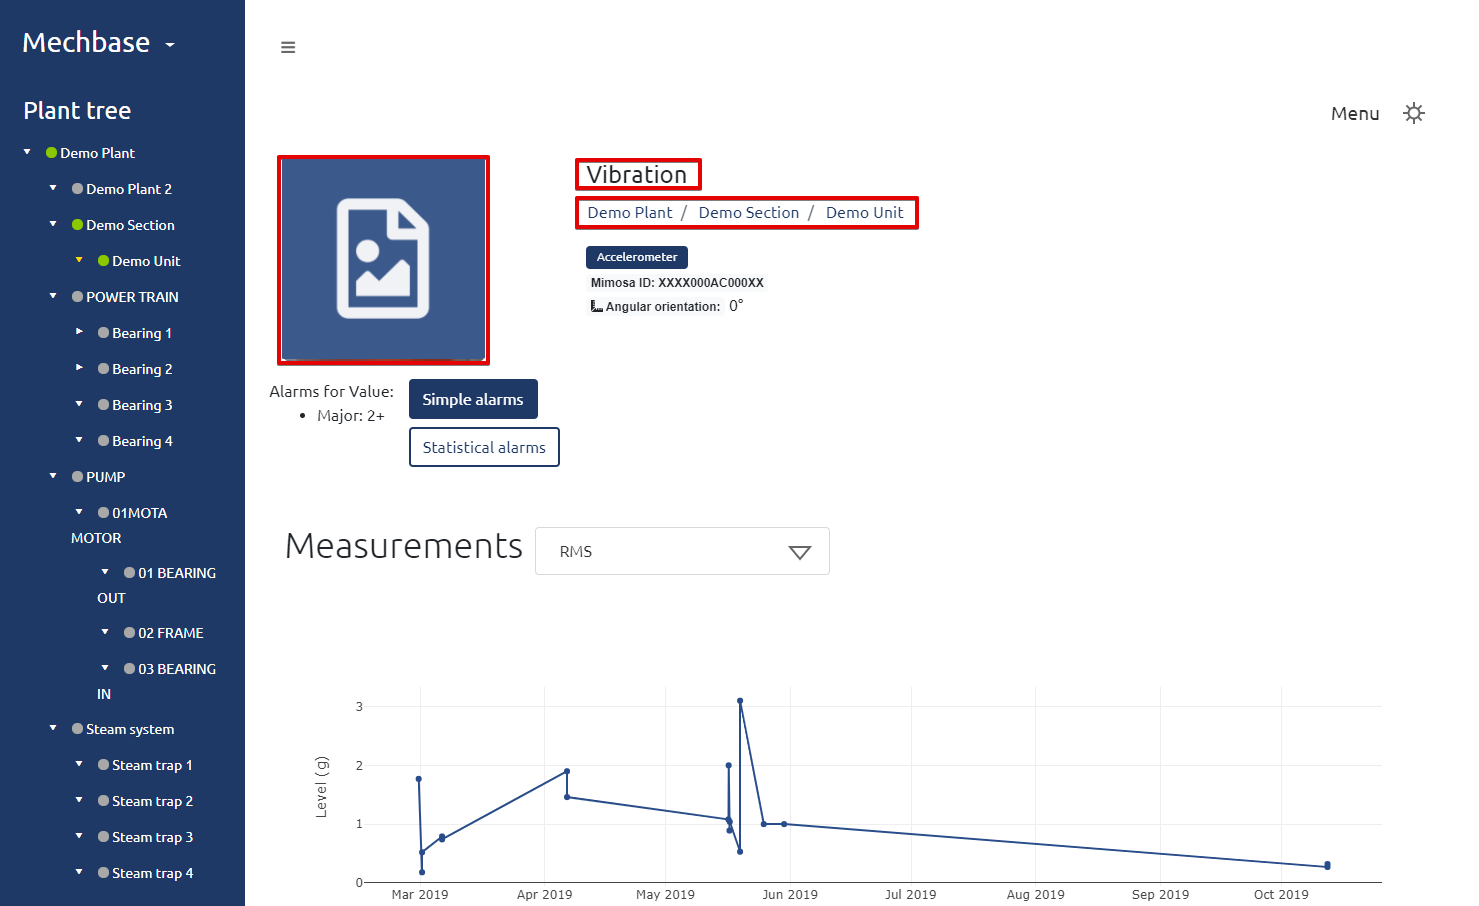 Mechbase
Plant tree
Demo Plant
Demo Plant 2
Demo Section
Demo Unit
POWER TRAIN
Bearing 1
Bearing 2
Bearing 3
Bearing 4
PUMP
01MOTA
MOTOR
01 BEARING
OUT
02 FRAME
03 BEARING
IN
Steam system
Steam trap 1
Steam trap 2
Steam trap 3
Steam trap 4
Menu
Vibration
Demo Plant / Demo Section / Demo Unit
Accelerometer
Mimosa ID: XXXX000AC000XX
Angular orientation: 0°
Alarms for Value:
• Major: 2+
Simple alarms
Statistical alarms
Measurements
RMS
Level (g)
3
2
1
0
Mar 2019 Apr 2019 May 2019 Jun 2019 Jul 2019 Aug 2019 Sep 2019 Oct 2019